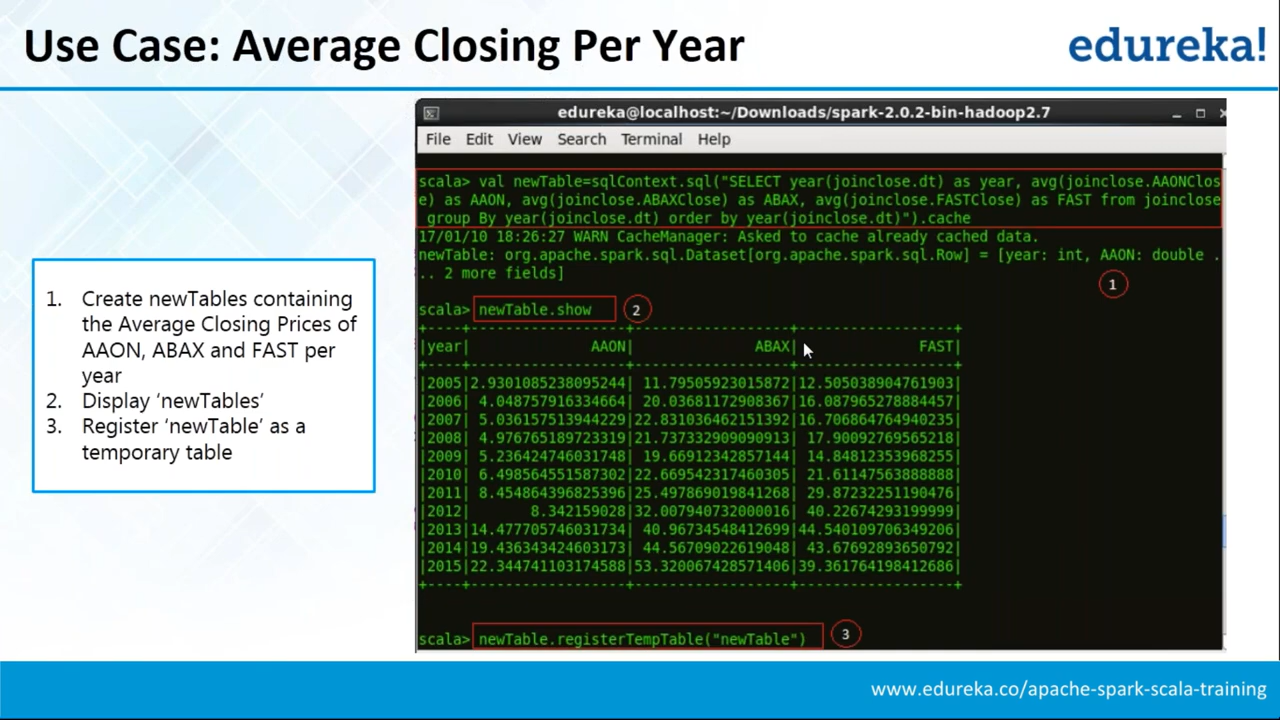 Use Case: Average Closing Per Year
edureka!
1. Create newTables containing
the Average Closing Prices of
AAON, ABAX and FAST per
year
2. Display ‘newTables’
3. Register ‘newTable’ as a
temporary table
edureka@localhost:~/Downloads/spark-2.0.2-bin-hadoop2.7
File Edit View Search Terminal Help
scala> val newTable=sqlContext.sql("SELECT year(joinclose.dt) as year, avg(joinclose.AAONClos
e) as AAON, avg(joinclose.ABAXClose) as ABAX, avg(joinclose.FASTClose) as FAST from joinclose
group By year(joinclose.dt) order by year(joinclose.dt)").cache
17/01/10 18:26:27 WARN CacheManager: Asked to cache already cached data.
newTable: org.apache.spark.sql.Dataset[org.apache.spark.sql.Row] = [year: int, AAON: double .
.. 2 more fields]
1
scala> newTable.show
2
+----+------------------+------------------+------------------+
|year|              AAON|              ABAX|              FAST|
+----+------------------+------------------+------------------+
|2005|2.9301085238095244| 11.79505923015872|12.505038904761903|
|2006| 4.048757916334664| 20.03681172908367|16.087965278884457|
|2007| 5.036157513944229|22.831036462151392|16.706864764940235|
|2008| 4.976765189723319|21.737332909090913| 17.90092769565218|
|2009| 5.236424746031748| 19.66912342857144| 14.84812353968255|
|2010| 6.498564551587302|22.669542317460305| 21.61147563888888|
|2011| 8.454864396825396|25.497869019841268| 29.87232251190476|
|2012|       8.342159028|32.007940732000016| 40.22674293199999|
|2013|14.477705746031734| 40.96734548412699|44.540109706349206|
|2014|19.436343424603173| 44.56709022619048| 43.67692893650792|
|2015|22.344741103174588|53.320067428571406|39.361764198412686|
+----+------------------+------------------+------------------+
scala> newTable.registerTempTable("newTable")
3
www.edureka.co/apache-spark-scala-training